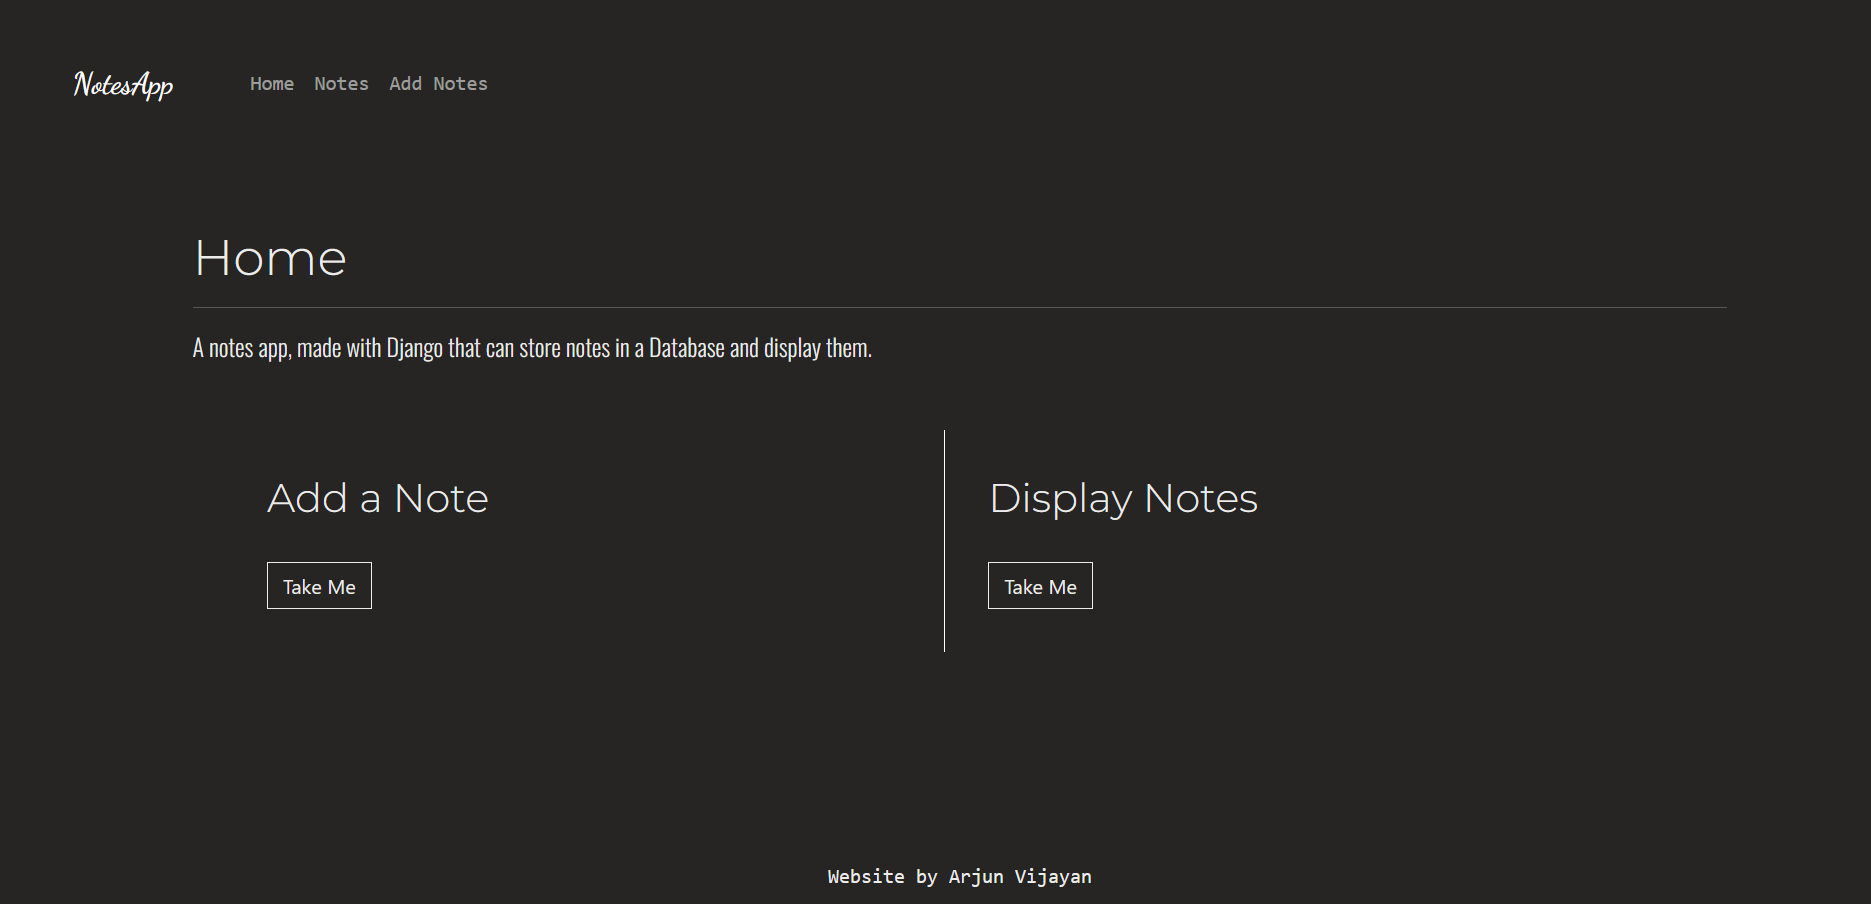 NotesApp Home Notes Add Notes
Home
A notes app, made with Django that can store notes in a Database and display them.
Add a Note
Take Me
Display Notes
Take Me
Website by Arjun Vijayan